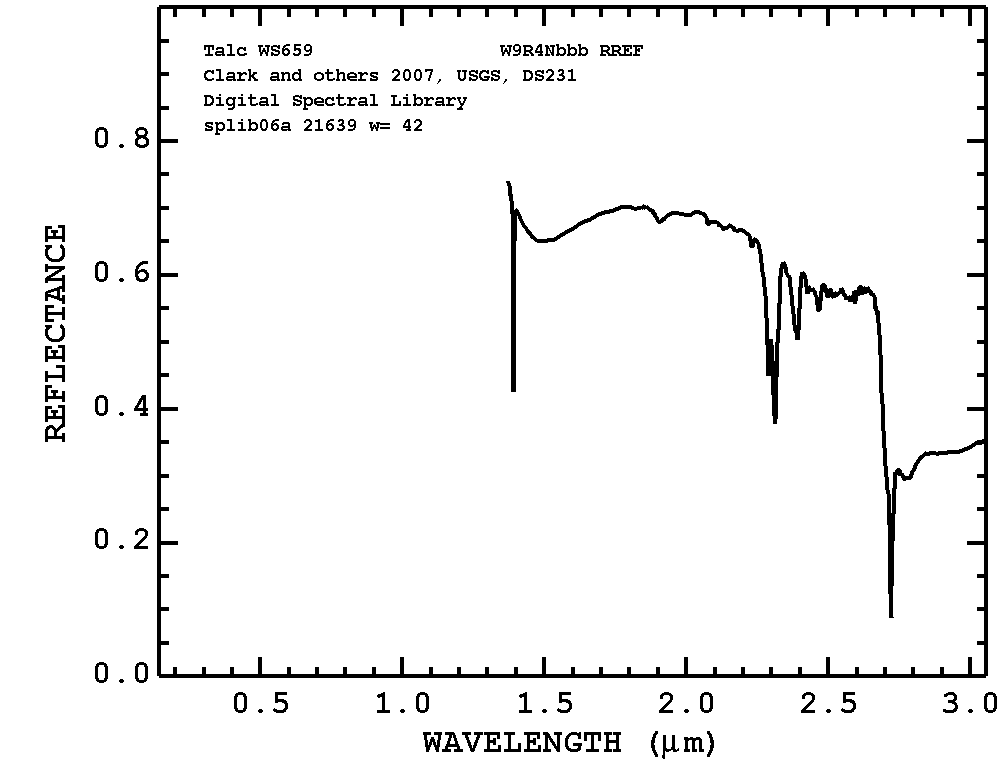 Talc WS659 W9R4Nbbb RREF
Clark and others 2007, USGS, DS231
Digital Spectral Library
splib06a 21639 w= 42
0.8
0.6
0.4
0.2
0.0
REFLECTANCE
0.5 1.0 1.5 2.0 2.5 3.0
WAVELENGTH (μm)